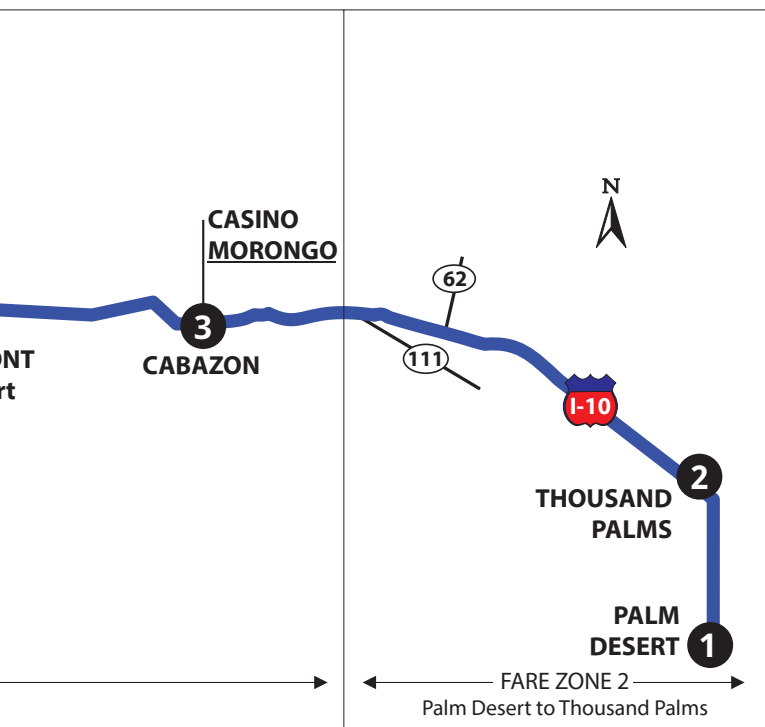 N
CASINO
MORONGO
62
3
CABAZON
111
ONT
rt
I-10
2
THOUSAND
PALMS
PALM
DESERT
1
FARE ZONE 2
Palm Desert to Thousand Palms